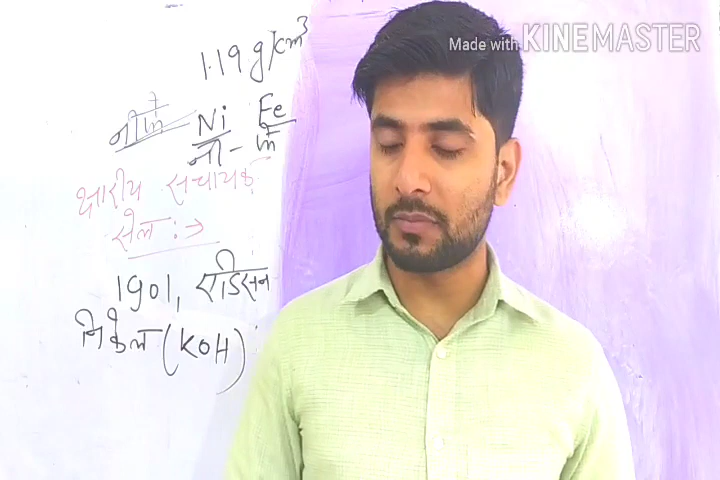 Made with KINEMASTER
1.19 g/cm³
नीफे Ni Fe
नी - फे
क्षारीय संचायक
सेल :->
1901, एडिसन
निकेल (KOH)